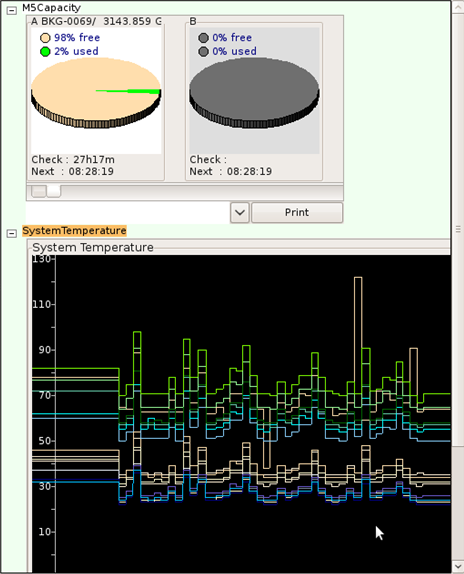 M5Capacity
A BKG-0069/ 3143.859 G
98% free
2% used
Check : 27h17m
Next : 08:28:19
B
0% free
0% used
Check :
Next : 08:28:19
Print
SystemTemperature
System Temperature
130
110
90
70
50
30
10